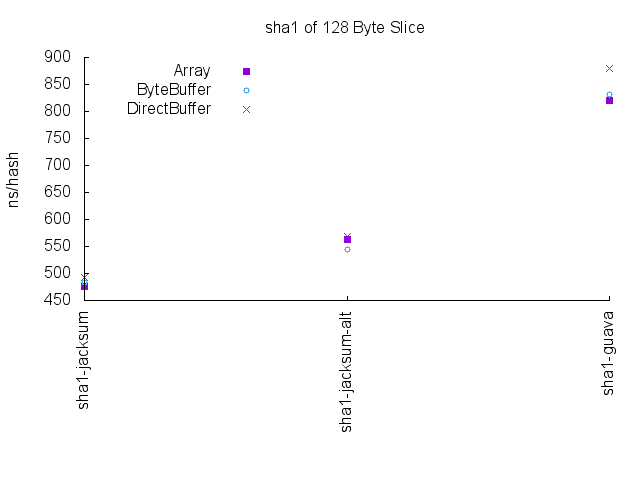 sha1 of 128 Byte Slice
900
850
800
750
700
650
600
550
500
450
ns/hash
Array
ByteBuffer
DirectBuffer
sha1-jacksum
sha1-jacksum-alt
sha1-guava